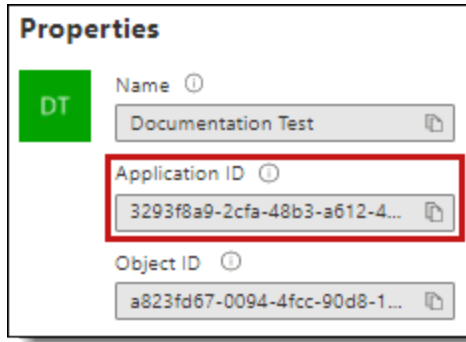 Properties
DT
Name
Documentation Test
Application ID
3293f8a9-2cfa-48b3-a612-4...
Object ID
a823fd67-0094-4fcc-90d8-1...